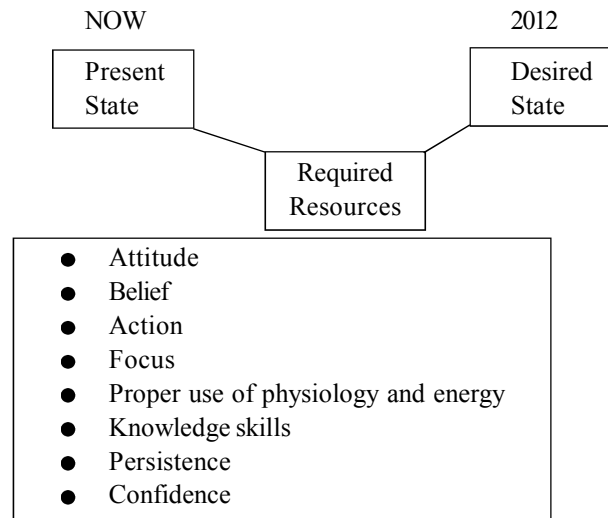 NOW 2012
Present Desired
State State
Required
Resources
● Attitude
● Belief
● Action
● Focus
● Proper use of physiology and energy
● Knowledge skills
● Persistence
● Confidence